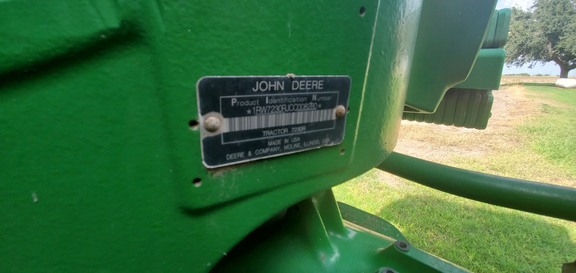 JOHN DEERE
Product Identification Number
TRACTOR 7230R
MADE IN USA
DEERE & COMPANY, MOLINE, ILLINOIS